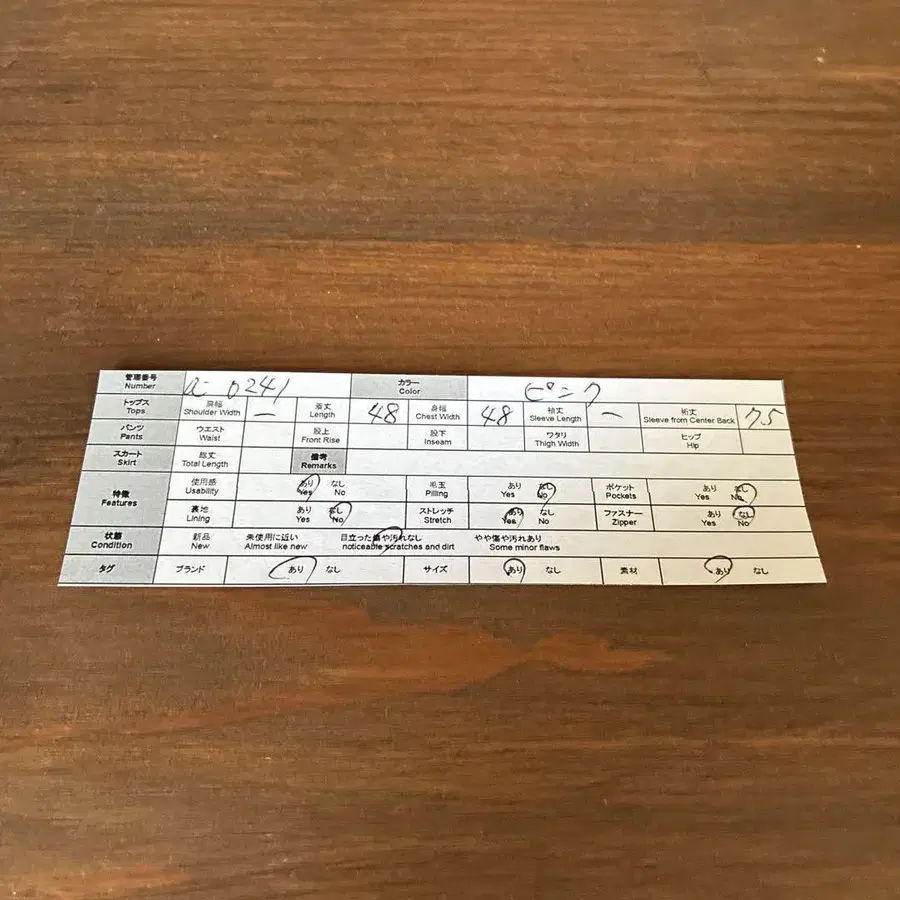 管理番号 Number a-0241 カラー Color ピンク
トップス Tops 肩幅 Shoulder Width — 着丈 Length 48 身幅 Chest Width 48 袖丈 Sleeve Length — 裄丈 Sleeve from Center Back 75
パンツ Pants ウエスト Waist 股上 Front Rise 股下 Inseam ワタリ Thigh Width ヒップ Hip
スカート Skirt 総丈 Total Length 備考 Remarks
特徴 Features 使用感 Usability あり Yes なし No 毛玉 Pilling あり Yes なし No ポケット Pockets あり Yes なし No
裏地 Lining あり Yes なし No ストレッチ Stretch あり Yes なし No ファスナー Zipper あり Yes なし No
状態 Condition 新品 New 未使用に近い Almost like new 目立った傷や汚れなし noticeable scratches and dirt やや傷や汚れあり Some minor flaws
タグ ブランド あり なし サイズ あり なし 素材 あり なし